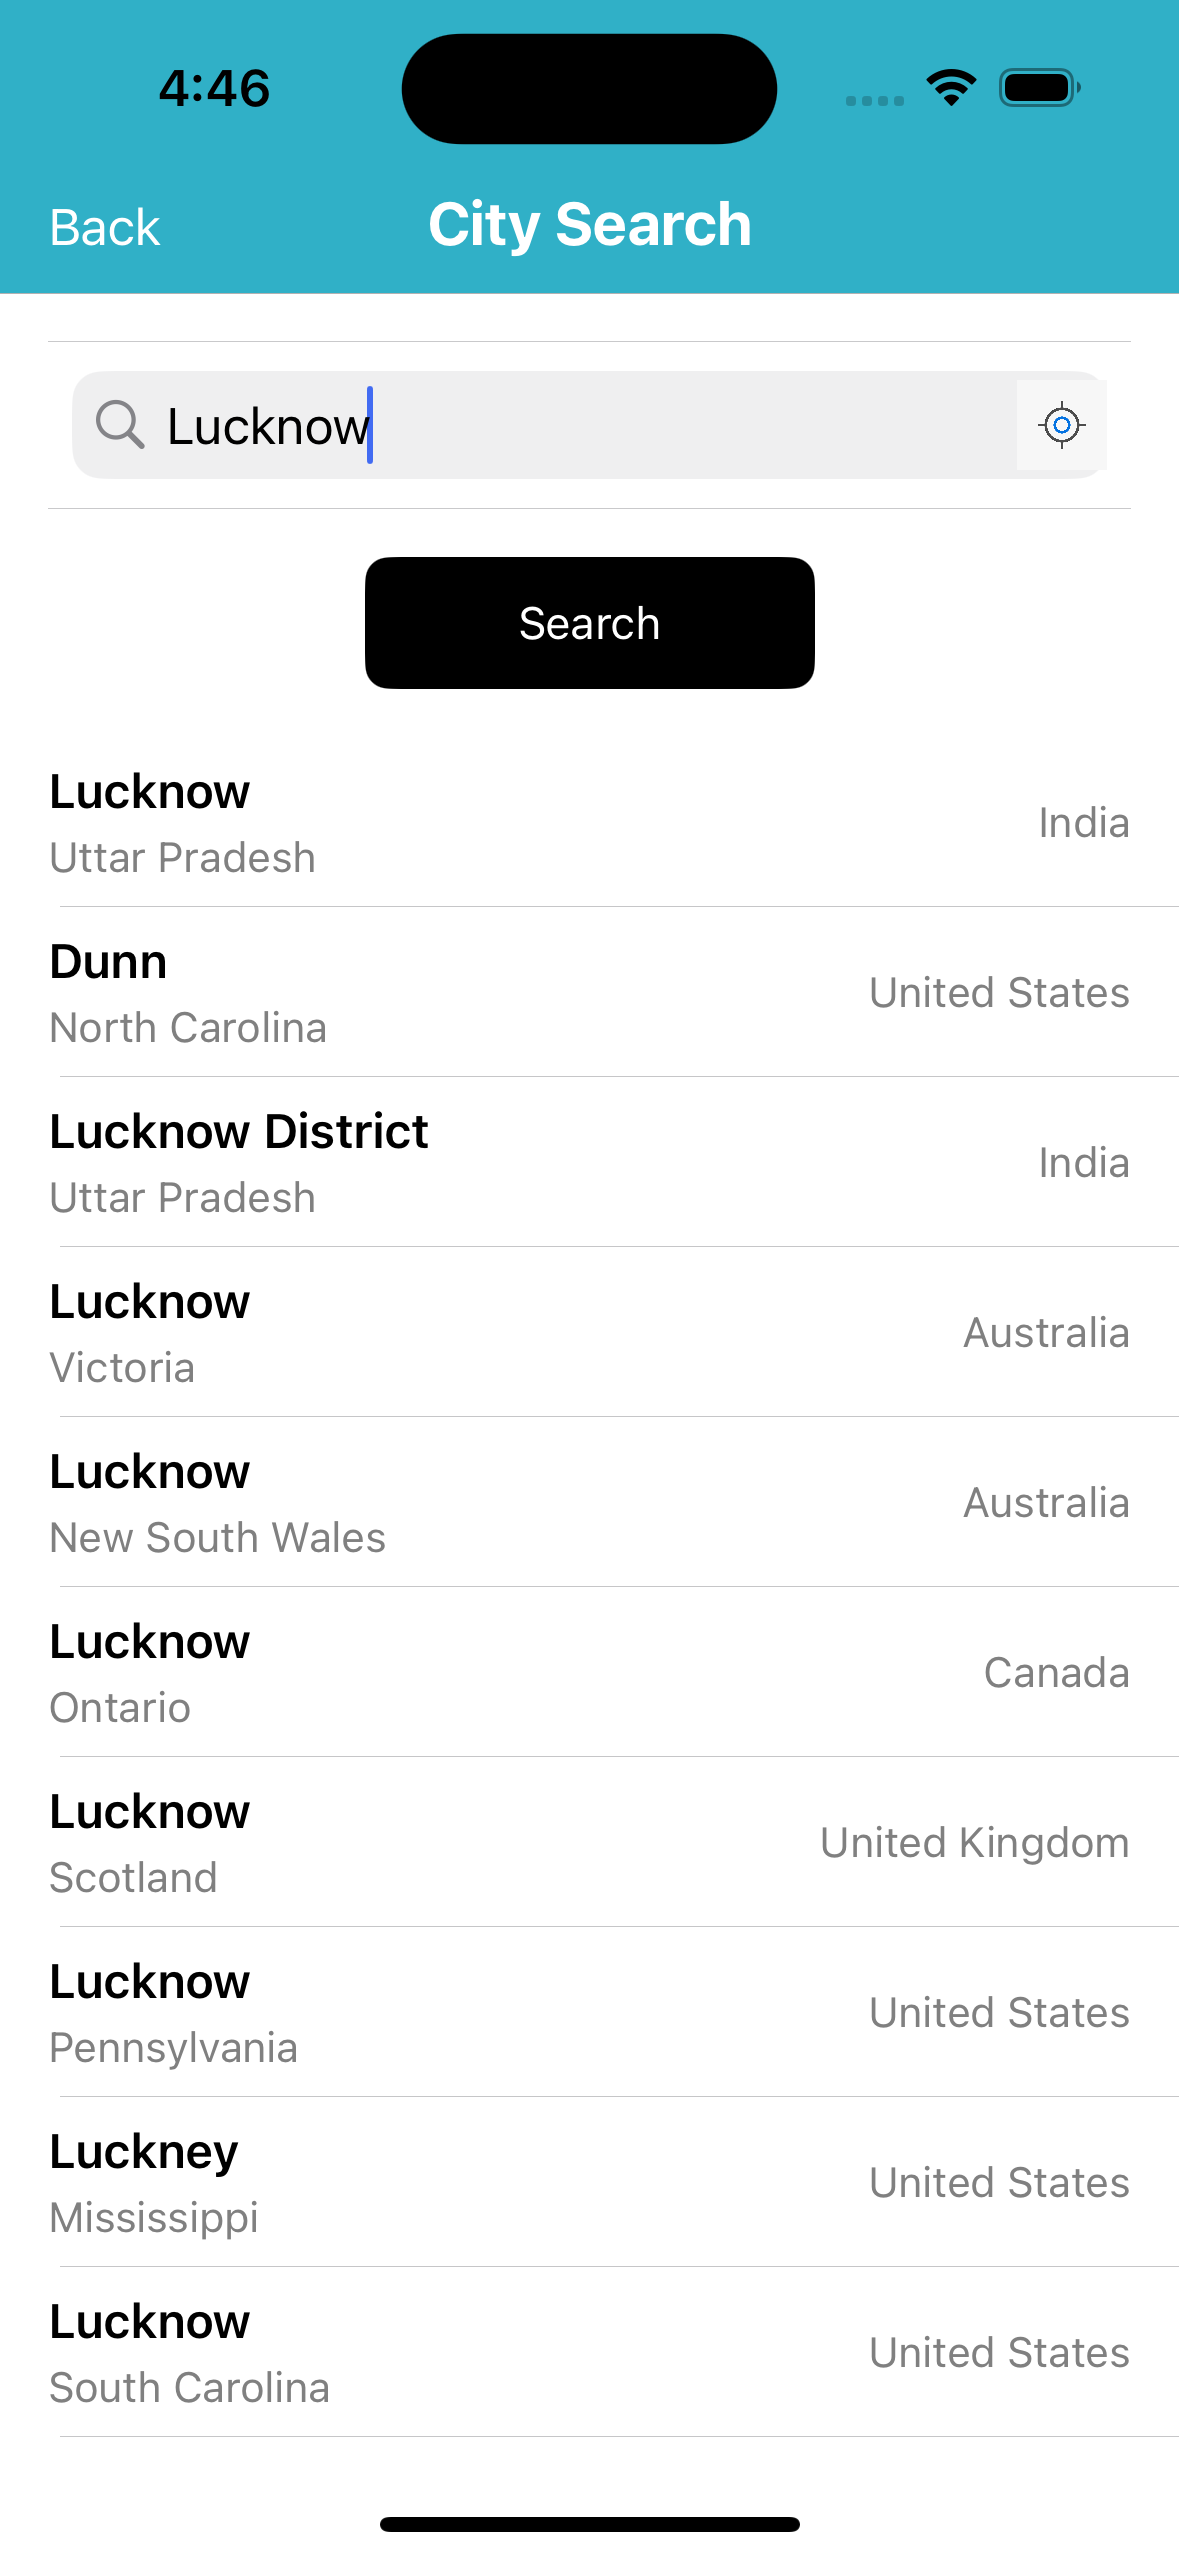 4:46
Back
City Search
Lucknow
Search
Lucknow
Uttar Pradesh
India
Dunn
North Carolina
United States
Lucknow District
Uttar Pradesh
India
Lucknow
Victoria
Australia
Lucknow
New South Wales
Australia
Lucknow
Ontario
Canada
Lucknow
Scotland
United Kingdom
Lucknow
Pennsylvania
United States
Luckney
Mississippi
United States
Lucknow
South Carolina
United States